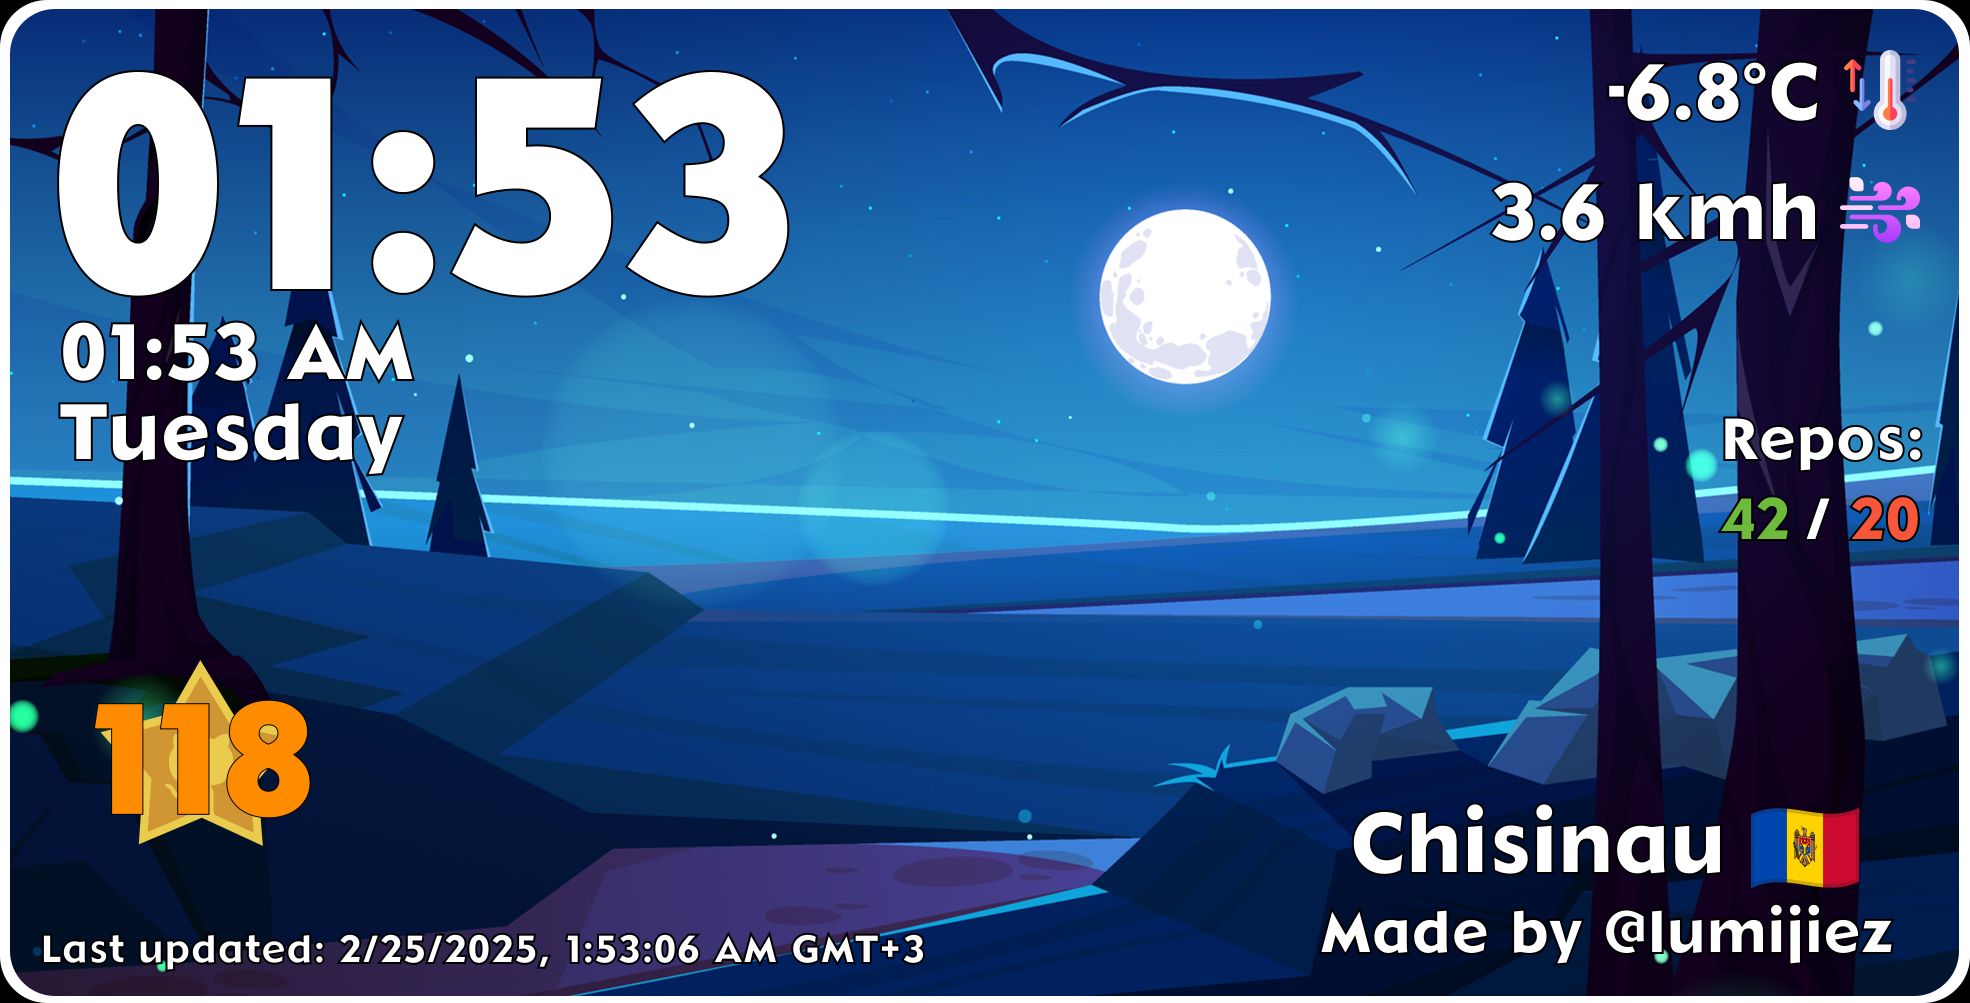 01:53
01:53 AM
Tuesday
-6.8°C
3.6 kmh
Repos:
42 / 20
118
Chisinau
Made by @lumijiez
Last updated: 2/25/2025, 1:53:06 AM GMT+3